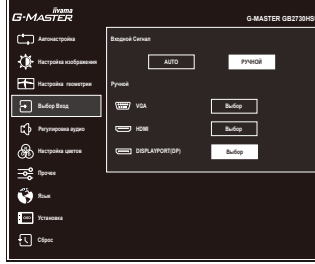 iiyama
G-MASTER
G-MASTER GB2730HS
Автонастройка
Настройка изображения
Настройка геометрии
Выбор Вход
Регулировка аудио
Настройка цветов
Прочее
Язык
Установка
Сброс
Входной Сигнал
AUTO
РУЧНОЙ
Ручной
VGA
Выбор
HDMI
Выбор
DISPLAYPORT(DP)
Выбор